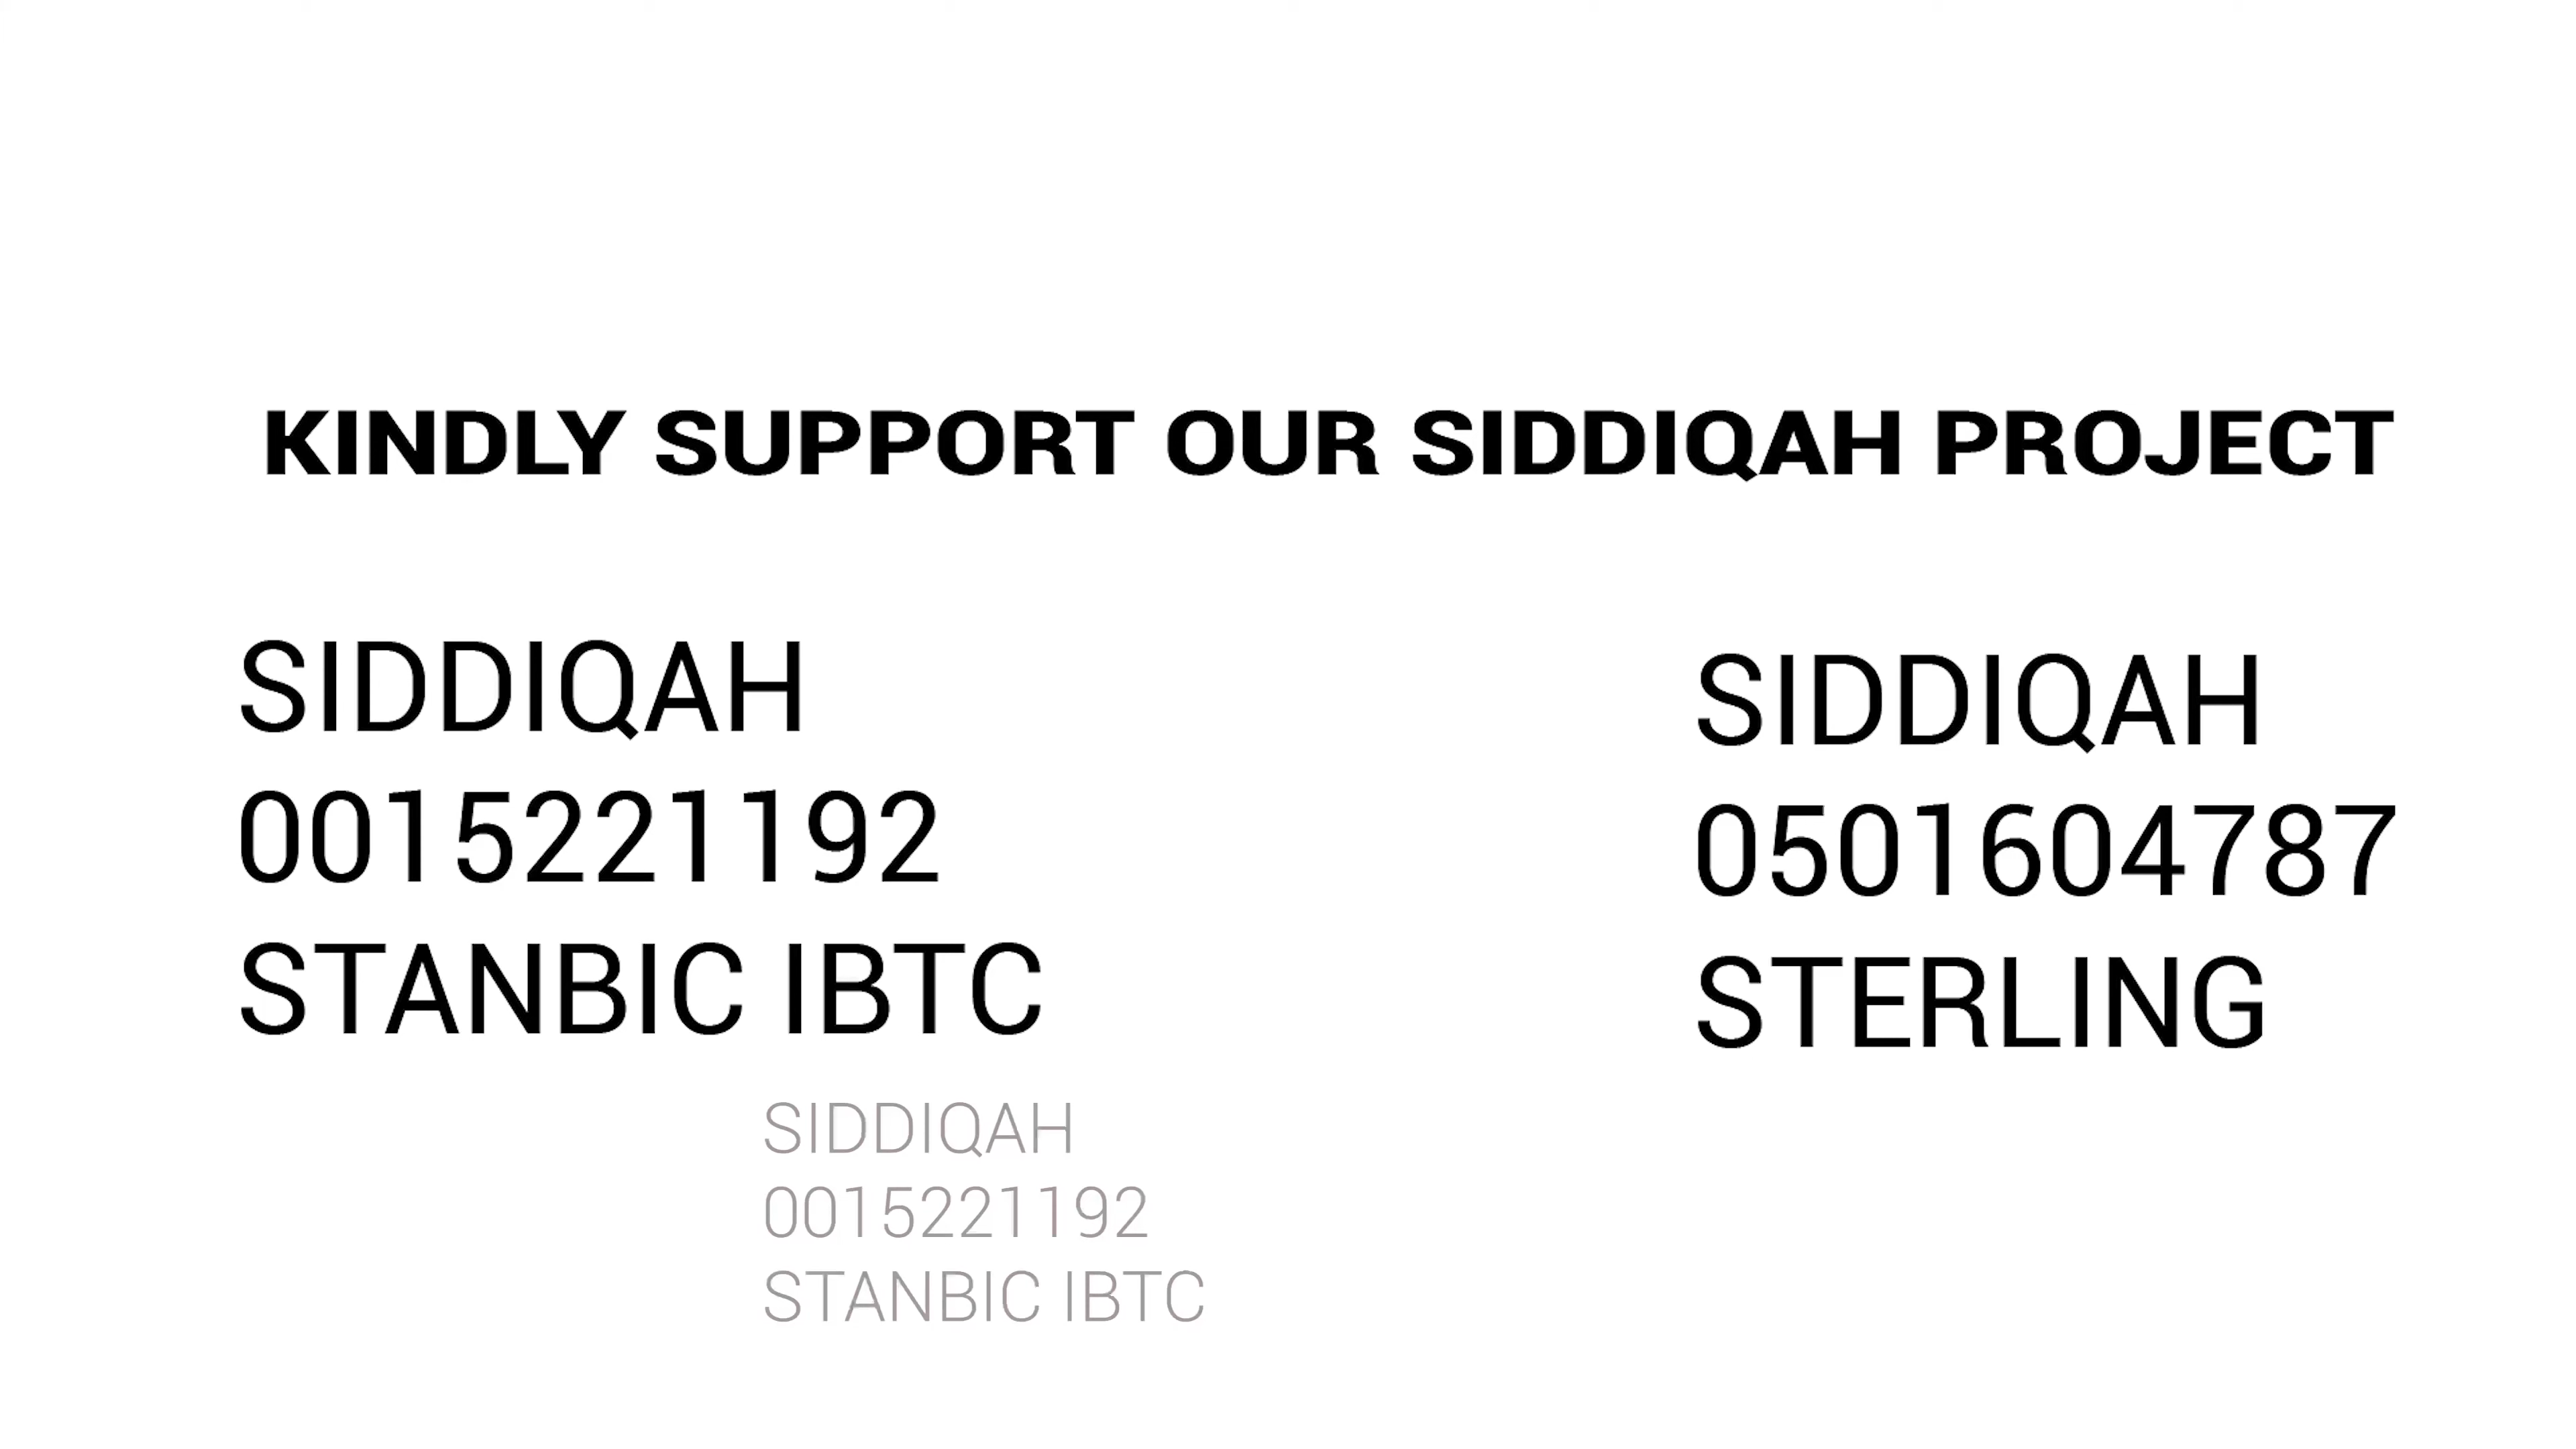 KINDLY SUPPORT OUR SIDDIQAH PROJECT
SIDDIQAH
0015221192
STANBIC IBTC
SIDDIQAH
0501604787
STERLING
SIDDIQAH
0015221192
STANBIC IBTC